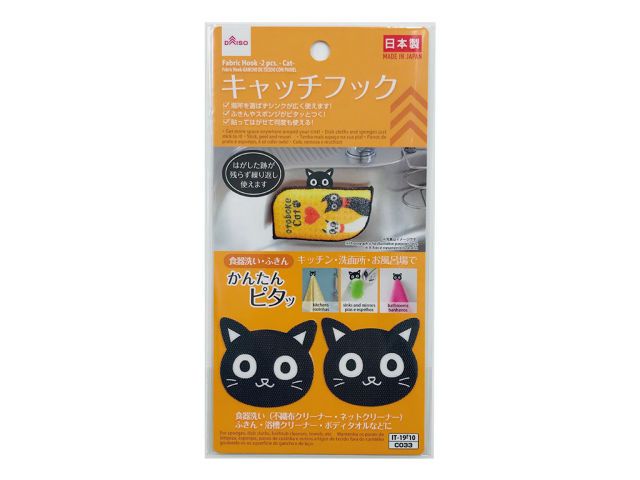 DAISO
日本製
MADE IN JAPAN
Fabric Hook -2 pcs. - Cat-
キャッチフック
場所を選ばずシンクが広く使えます!
ふきんやスポンジがピタッとつく!
貼ってはがせて何度も使える!
はがした跡が
残らず繰り返し
使えます
otoboke
Cat
食器洗い・ふきん
キッチン・洗面所・お風呂場で
かんたん
ピタッ
kitchens
cozinhas
sinks and mirrors
pias e espelhos
bathrooms
banheiros
食器洗い(不織布クリーナー・ネットクリーナー)
ふきん・浴槽クリーナー・ボディタオルなどに
C033